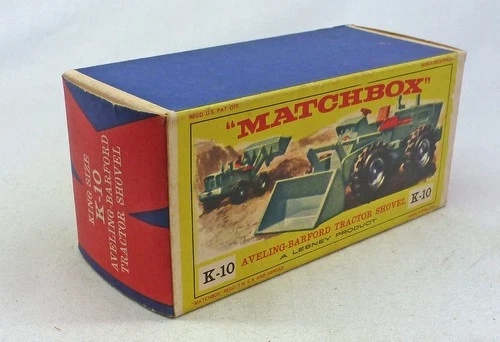 REGD. U.S. PAT. OFF.
"MATCHBOX"
K-10
AVELING-BARFORD TRACTOR SHOVEL
K-10
A LESNEY PRODUCT
KING SIZE
K-10
AVELING-BARFORD
TRACTOR SHOVEL